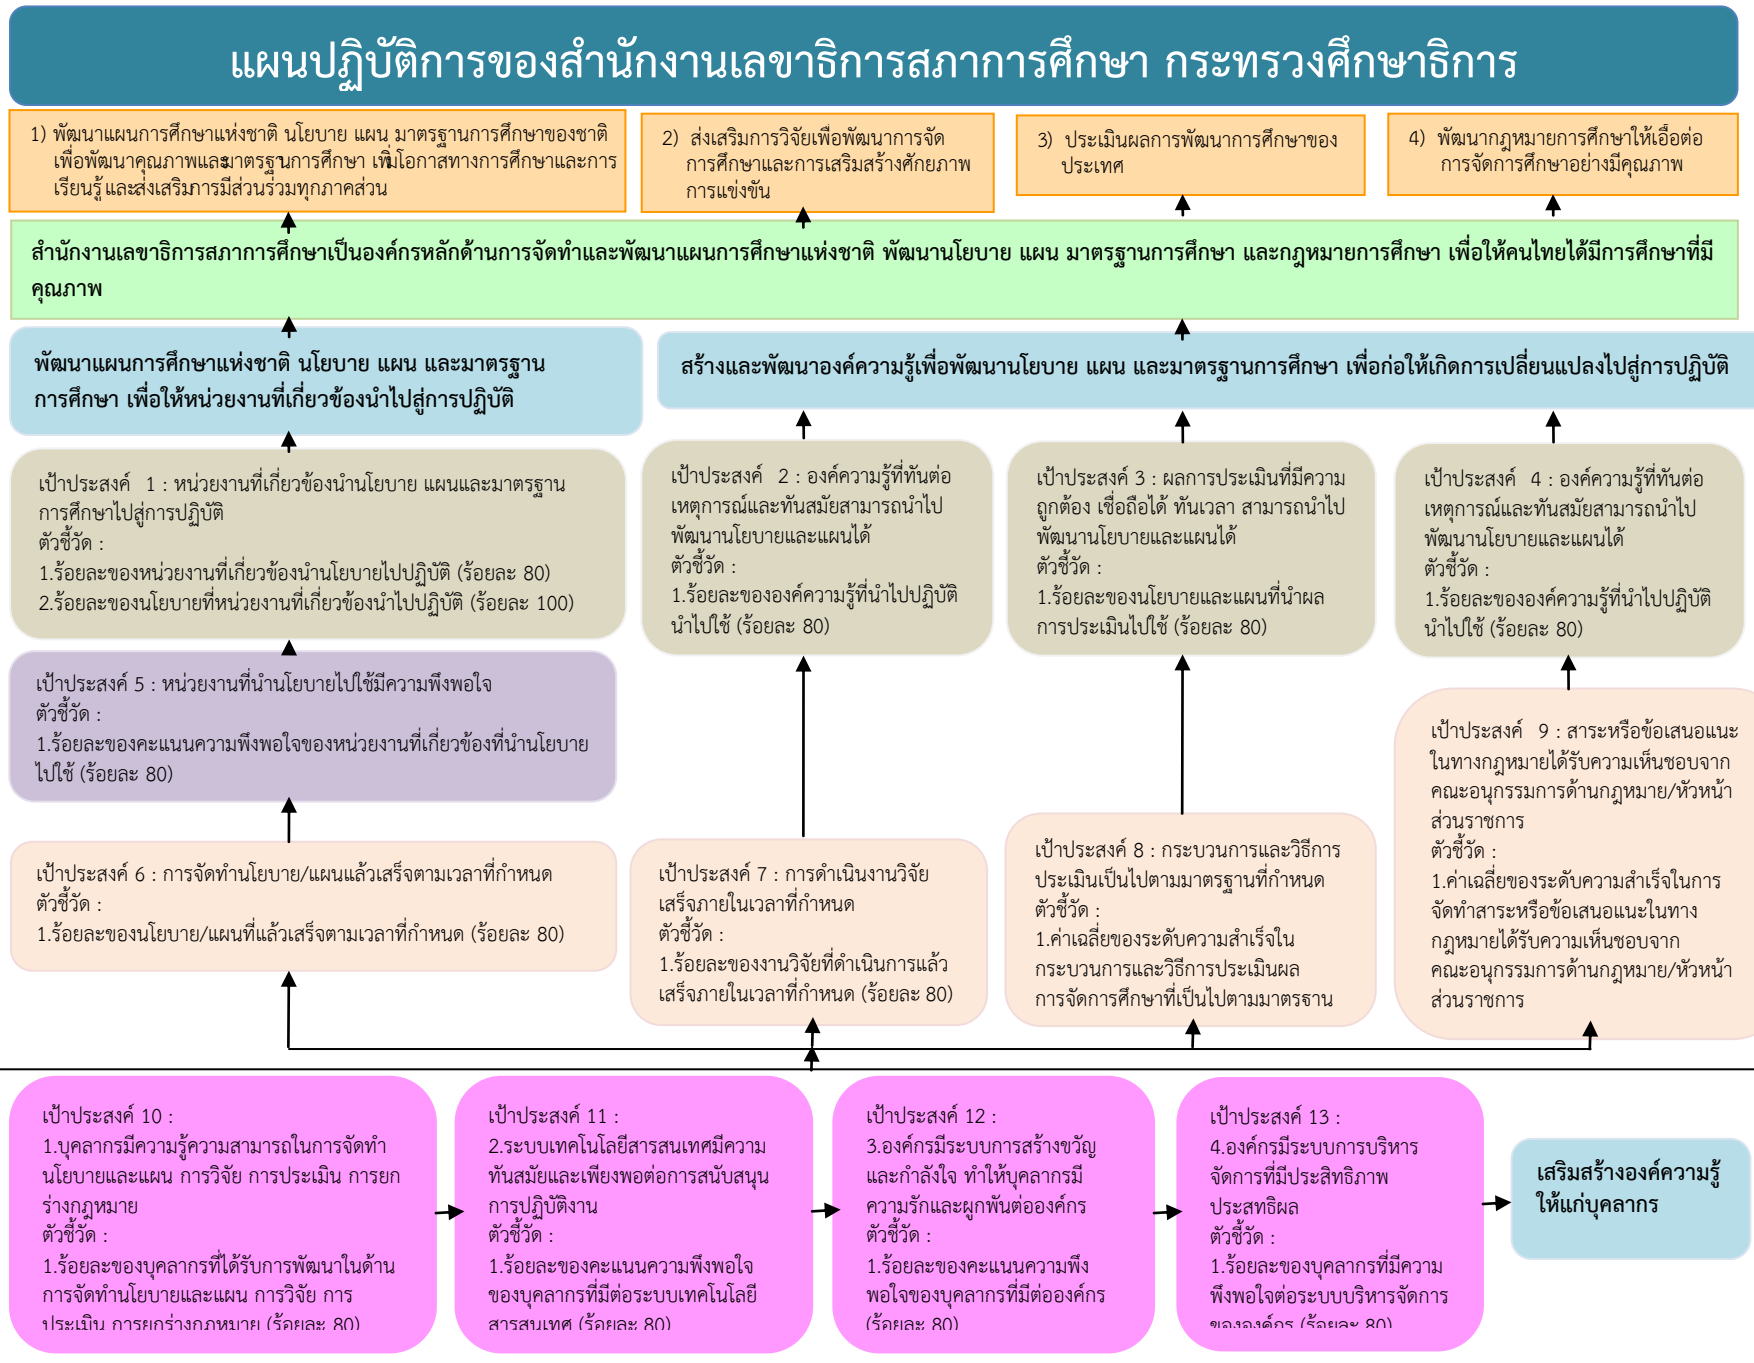 แผนปฏิบัติการของสำนักงานเลขาธิการสภาการศึกษา กระทรวงศึกษาธิการ
1) พัฒนาแผนการศึกษาแห่งชาติ นโยบาย แผน มาตรฐานการศึกษาของชาติ
เพื่อพัฒนาคุณภาพและมาตรฐานการศึกษา เพิ่มโอกาสทางการศึกษาและการ
เรียนรู้ และส่งเสริมการมีส่วนร่วมทุกภาคส่วน
2) ส่งเสริมการวิจัยเพื่อพัฒนาการจัด
การศึกษาและการเสริมสร้างศักยภาพ
การแข่งขัน
3) ประเมินผลการพัฒนาการศึกษาของ
ประเทศ
4) พัฒนากฎหมายการศึกษาให้เอื้อต่อ
การจัดการศึกษาอย่างมีคุณภาพ
สำนักงานเลขาธิการสภาการศึกษาเป็นองค์กรหลักด้านการจัดทำและพัฒนาแผนการศึกษาแห่งชาติ พัฒนานโยบาย แผน มาตรฐานการศึกษา และกฎหมายการศึกษา เพื่อให้คนไทยได้มีการศึกษาที่มี
คุณภาพ
พัฒนาแผนการศึกษาแห่งชาติ นโยบาย แผน และมาตรฐาน
การศึกษา เพื่อให้หน่วยงานที่เกี่ยวข้องนำไปสู่การปฏิบัติ
สร้างและพัฒนาองค์ความรู้เพื่อพัฒนานโยบาย แผน และมาตรฐานการศึกษา เพื่อก่อให้เกิดการเปลี่ยนแปลงไปสู่การปฏิบัติ
เป้าประสงค์ 1 : หน่วยงานที่เกี่ยวข้องนำนโยบาย แผนและมาตรฐาน
การศึกษาไปสู่การปฏิบัติ
ตัวชี้วัด :
1.ร้อยละของหน่วยงานที่เกี่ยวข้องนำนโยบายไปปฏิบัติ (ร้อยละ 80)
2.ร้อยละของนโยบายที่หน่วยงานที่เกี่ยวข้องนำไปปฏิบัติ (ร้อยละ 100)
เป้าประสงค์ 2 : องค์ความรู้ที่ทันต่อ
เหตุการณ์และทันสมัยสามารถนำไป
พัฒนานโยบายและแผนได้
ตัวชี้วัด :
1.ร้อยละขององค์ความรู้ที่นำไปปฏิบัติ
นำไปใช้ (ร้อยละ 80)
เป้าประสงค์ 3 : ผลการประเมินที่มีความ
ถูกต้อง เชื่อถือได้ ทันเวลา สามารถนำไป
พัฒนานโยบายและแผนได้
ตัวชี้วัด :
1.ร้อยละของนโยบายและแผนที่นำผล
การประเมินไปใช้ (ร้อยละ 80)
เป้าประสงค์ 4 : องค์ความรู้ที่ทันต่อ
เหตุการณ์และทันสมัยสามารถนำไป
พัฒนานโยบายและแผนได้
ตัวชี้วัด :
1.ร้อยละขององค์ความรู้ที่นำไปปฏิบัติ
นำไปใช้ (ร้อยละ 80)
เป้าประสงค์ 5 : หน่วยงานที่นำนโยบายไปใช้มีความพึงพอใจ
ตัวชี้วัด :
1.ร้อยละของคะแนนความพึงพอใจของหน่วยงานที่เกี่ยวข้องที่นำนโยบาย
ไปใช้ (ร้อยละ 80)
เป้าประสงค์ 6 : การจัดทำนโยบาย/แผนแล้วเสร็จตามเวลาที่กำหนด
ตัวชี้วัด :
1.ร้อยละของนโยบาย/แผนที่แล้วเสร็จตามเวลาที่กำหนด (ร้อยละ 80)
เป้าประสงค์ 7 : การดำเนินงานวิจัย
เสร็จภายในเวลาที่กำหนด
ตัวชี้วัด :
1.ร้อยละของงานวิจัยที่ดำเนินการแล้ว
เสร็จภายในเวลาที่กำหนด (ร้อยละ 80)
เป้าประสงค์ 8 : กระบวนการและวิธีการ
ประเมินเป็นไปตามมาตรฐานที่กำหนด
ตัวชี้วัด :
1.ค่าเฉลี่ยของระดับความสำเร็จใน
กระบวนการและวิธีการประเมินผล
การจัดการศึกษาที่เป็นไปตามมาตรฐาน
เป้าประสงค์ 9 : สาระหรือข้อเสนอแนะ
ในทางกฎหมายได้รับความเห็นชอบจาก
คณะอนุกรรมการด้านกฎหมาย/หัวหน้า
ส่วนราชการ
ตัวชี้วัด :
1.ค่าเฉลี่ยของระดับความสำเร็จในการ
จัดทำสาระหรือข้อเสนอแนะในทาง
กฎหมายได้รับความเห็นชอบจาก
คณะอนุกรรมการด้านกฎหมาย/หัวหน้า
ส่วนราชการ
เป้าประสงค์ 10 :
1.บุคลากรมีความรู้ความสามารถในการจัดทำ
นโยบายและแผน การวิจัย การประเมิน การยก
ร่างกฎหมาย
ตัวชี้วัด :
1.ร้อยละของบุคลากรที่ได้รับการพัฒนาในด้าน
การจัดทำนโยบายและแผน การวิจัย การ
ประเมิน การยกร่างกฎหมาย (ร้อยละ 80)
เป้าประสงค์ 11 :
2.ระบบเทคโนโลยีสารสนเทศมีความ
ทันสมัยและเพียงพอต่อการสนับสนุน
การปฏิบัติงาน
ตัวชี้วัด :
1.ร้อยละของคะแนนความพึงพอใจ
ของบุคลากรที่มีต่อระบบเทคโนโลยี
สารสนเทศ (ร้อยละ 80)
เป้าประสงค์ 12 :
3.องค์กรมีระบบการสร้างขวัญ
และกำลังใจ ทำให้บุคลากรมี
ความรักและผูกพันต่อองค์กร
ตัวชี้วัด :
1.ร้อยละของคะแนนความพึง
พอใจของบุคลากรที่มีต่อองค์กร
(ร้อยละ 80)
เป้าประสงค์ 13 :
4.องค์กรมีระบบการบริหาร
จัดการที่มีประสิทธิภาพ
ประสทธิผล
ตัวชี้วัด :
1.ร้อยละของบุคลากรที่มีความ
พึงพอใจต่อระบบบริหารจัดการ
ขององค์กร (ร้อยละ 80)
เสริมสร้างองค์ความรู้
ให้แก่บุคลากร